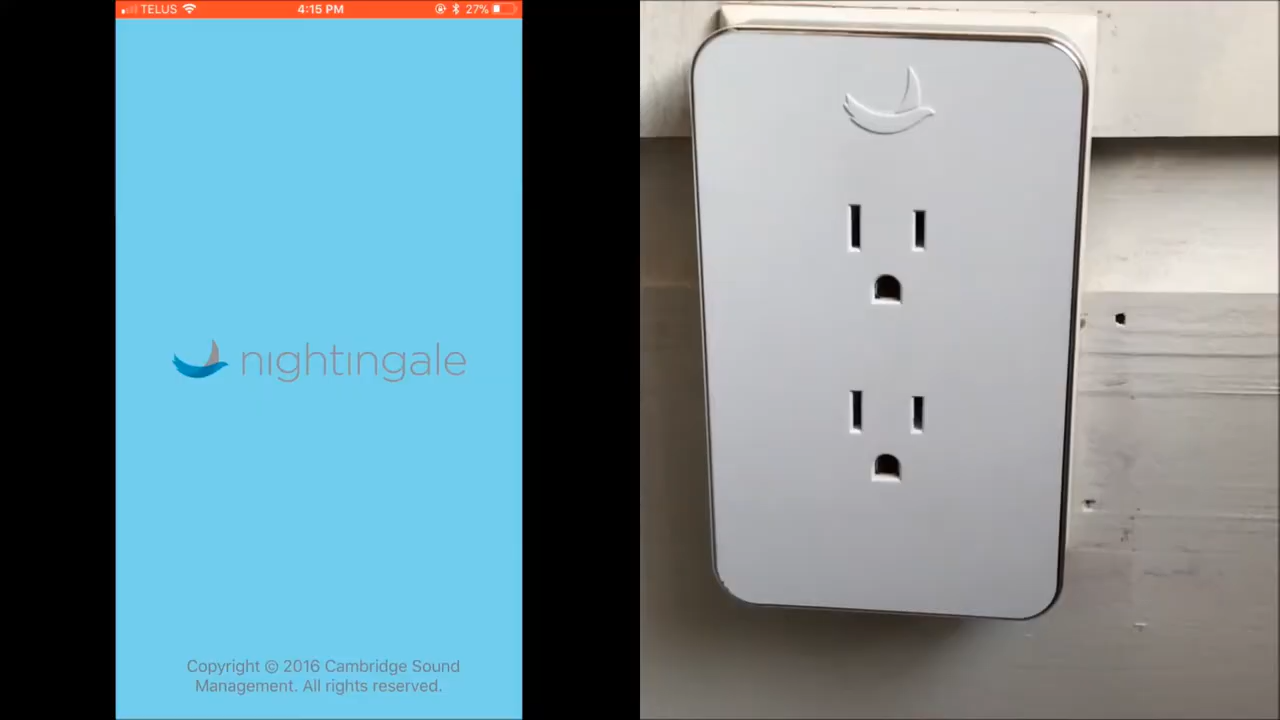 TELUS 4:15 PM 27%
nightingale
Copyright © 2016 Cambridge Sound
Management. All rights reserved.